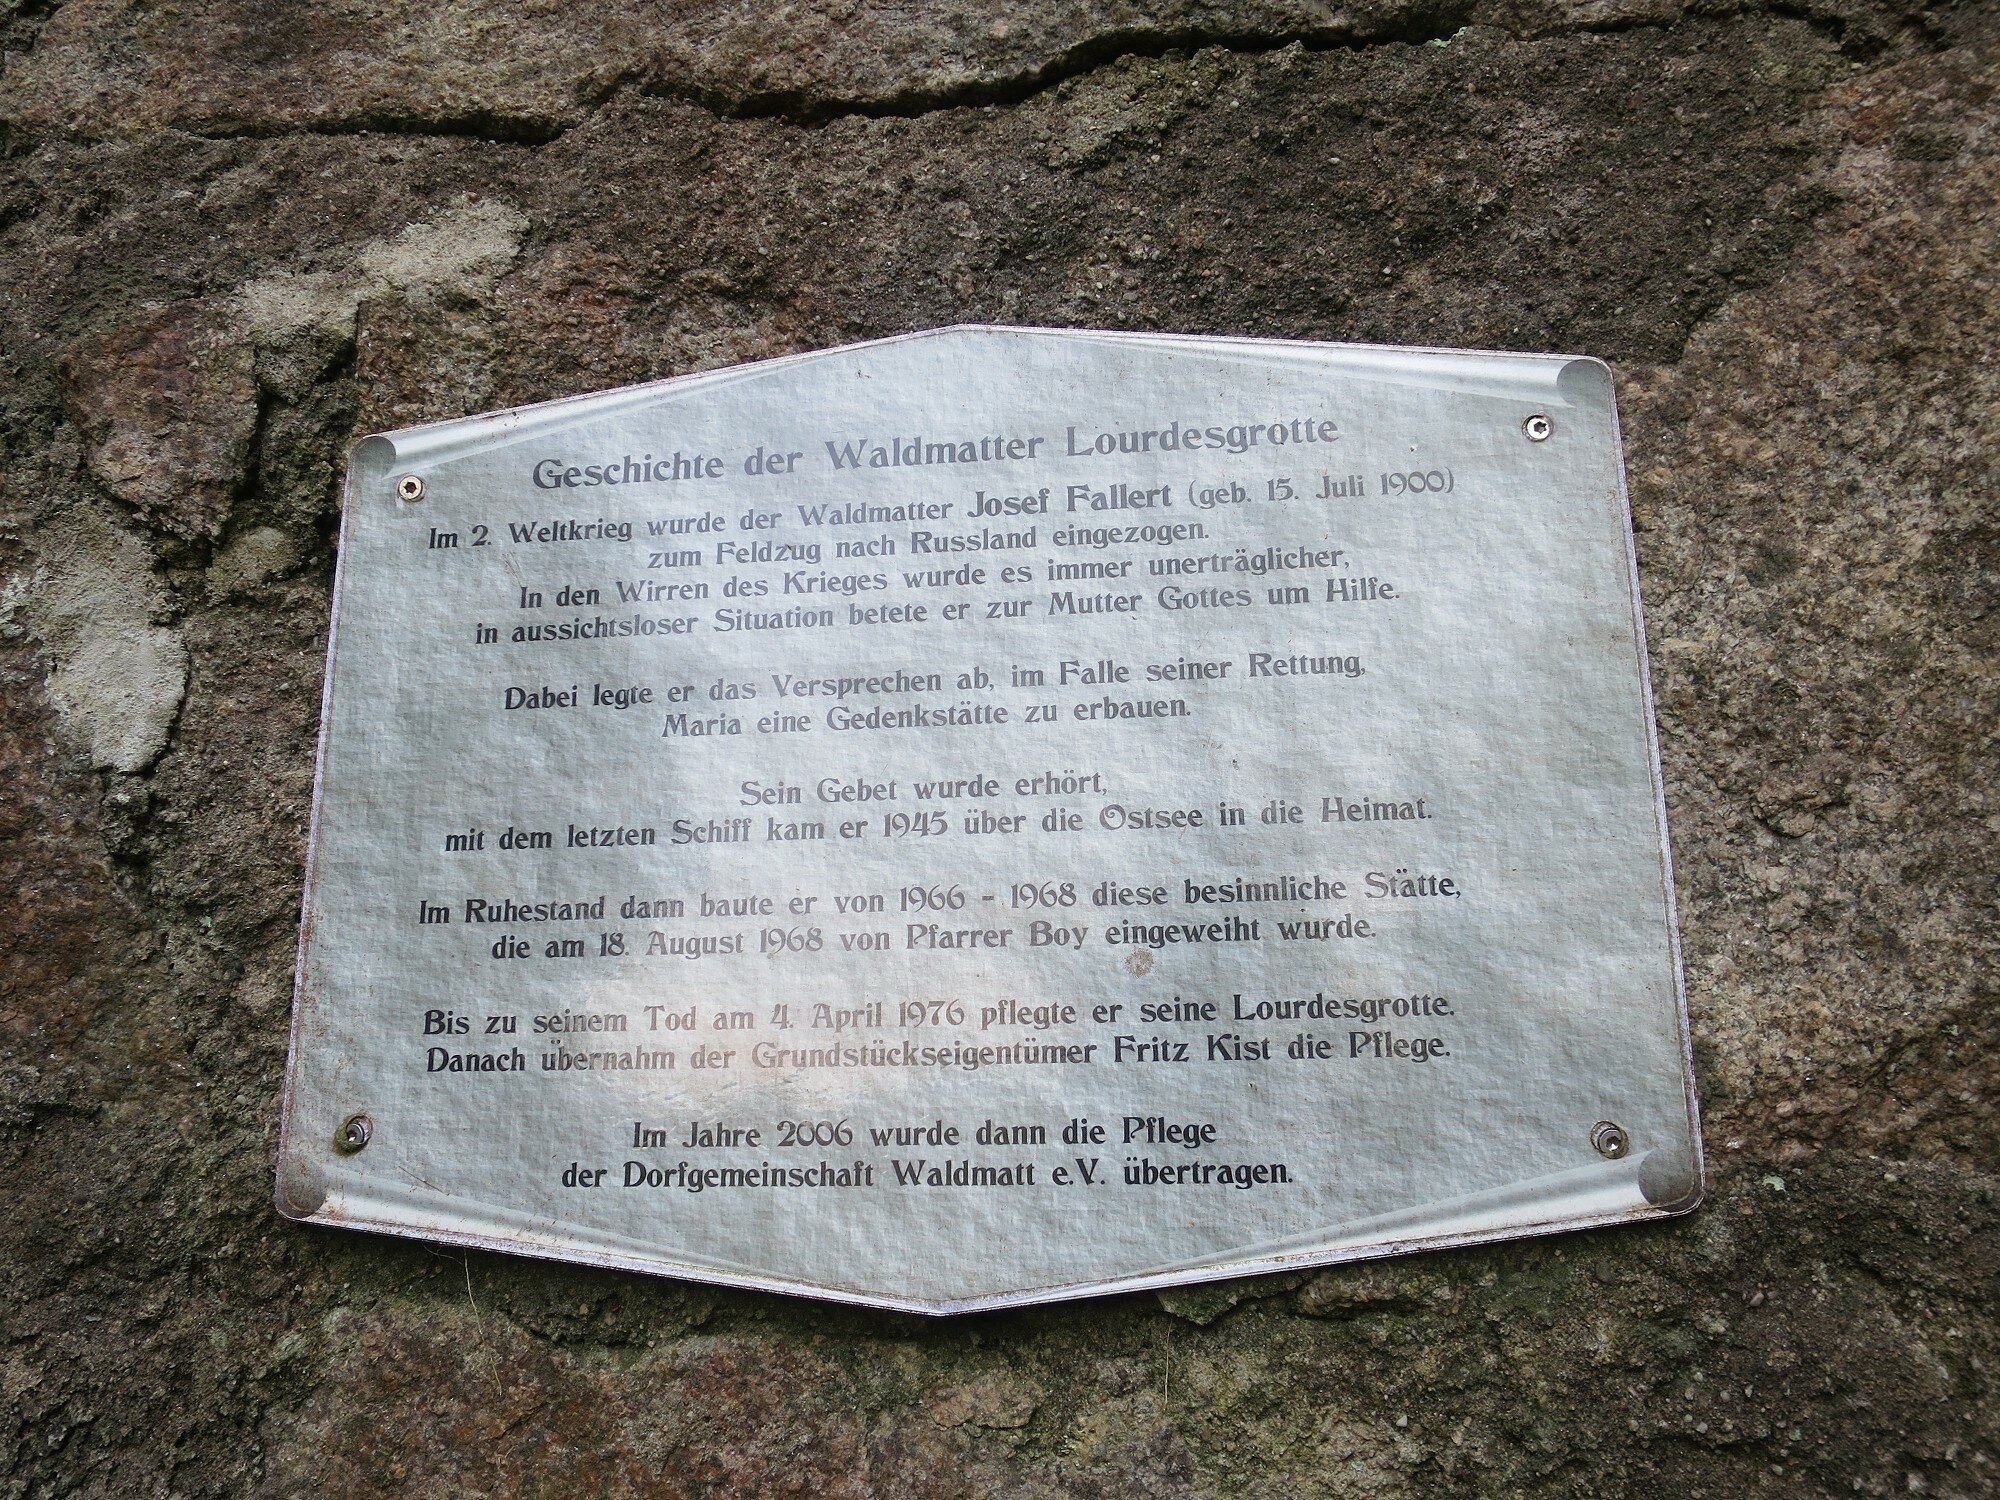 Geschichte der Waldmatter Lourdesgrotte
Im 2. Weltkrieg wurde der Waldmatter Josef Fallert (geb. 15. Juli 1900)
zum Feldzug nach Russland eingezogen.
In den Wirren des Krieges wurde es immer unerträglicher,
in aussichtsloser Situation betete er zur Mutter Gottes um Hilfe.
Dabei legte er das Versprechen ab, im Falle seiner Rettung,
Maria eine Gedenkstätte zu erbauen.
Sein Gebet wurde erhört,
mit dem letzten Schiff kam er 1945 über die Ostsee in die Heimat.
Im Ruhestand dann baute er von 1966 - 1968 diese besinnliche Stätte,
die am 18. August 1968 von Pfarrer Boy eingeweiht wurde.
Bis zu seinem Tod am 4. April 1976 pflegte er seine Lourdesgrotte.
Danach übernahm der Grundstückseigentümer Fritz Kist die Pflege.
Im Jahre 2006 wurde dann die Pflege
der Dorfgemeinschaft Waldmatt e.V. übertragen.